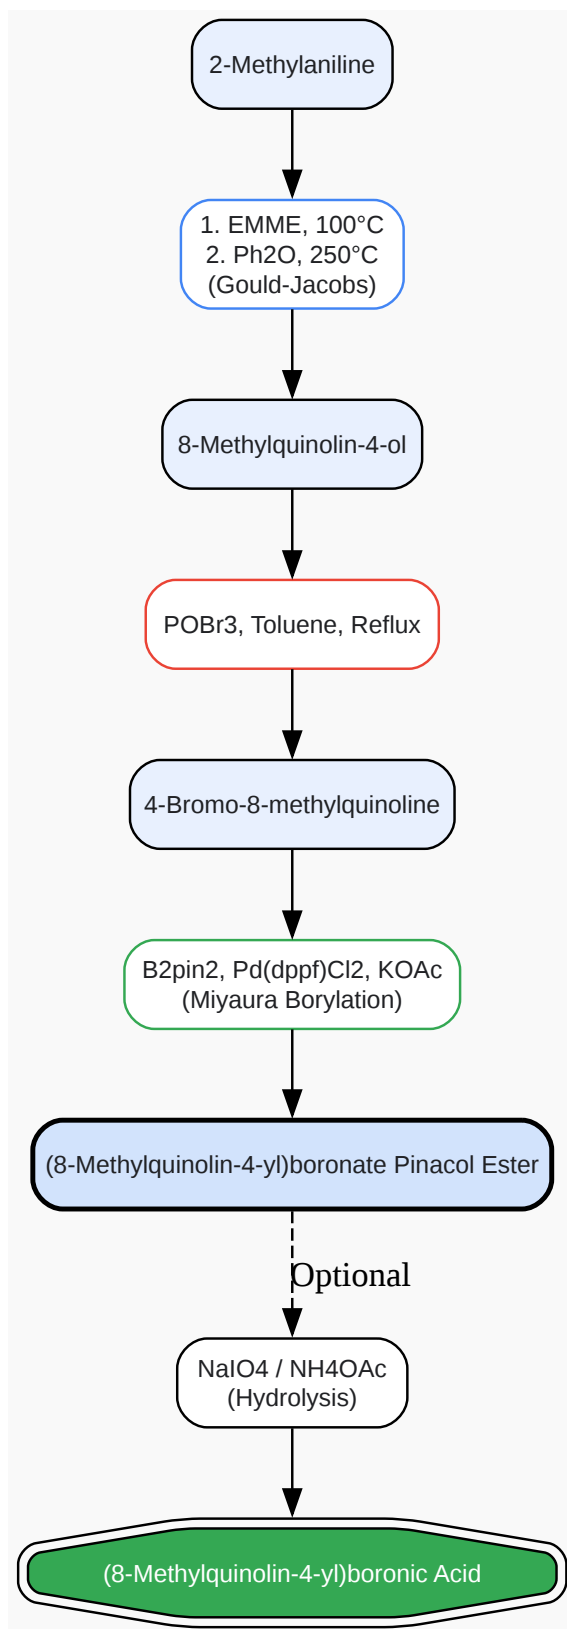 2-Methylaniline
1. EMME, 100°C
2. Ph2O, 250°C
(Gould-Jacobs)
8-Methylquinolin-4-ol
POBr3, Toluene, Reflux
4-Bromo-8-methylquinoline
B2pin2, Pd(dppf)Cl2, KOAc
(Miyaura Borylation)
(8-Methylquinolin-4-yl)boronate Pinacol Ester
Optional
NaIO4 / NH4OAc
(Hydrolysis)
(8-Methylquinolin-4-yl)boronic Acid